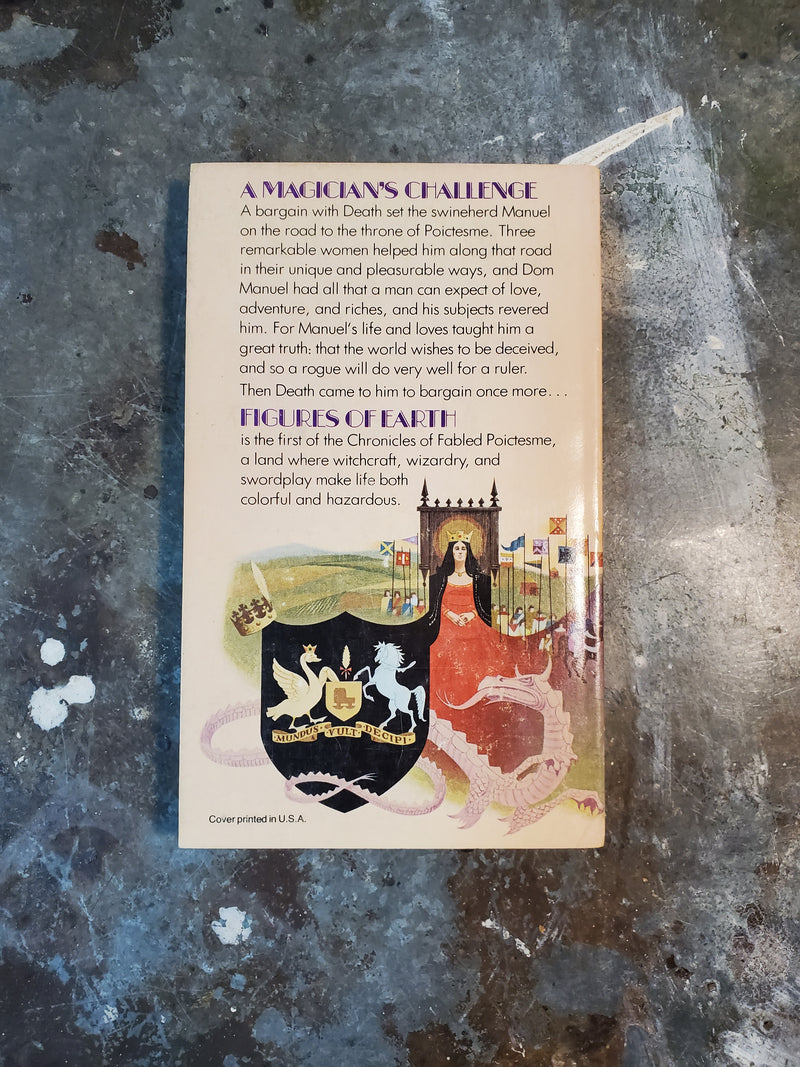 A MAGICIAN'S CHALLENGE
A bargain with Death set the swineherd Manuel
on the road to the throne of Poictesme. Three
remarkable women helped him along that road
in their unique and pleasurable ways, and Dom
Manuel had all that a man can expect of love,
adventure, and riches, and his subjects revered
him. For Manuel's life and loves taught him a
great truth: that the world wishes to be deceived,
and so a rogue will do very well for a ruler.
Then Death came to him to bargain once more...
FIGURES OF EARTH
is the first of the Chronicles of Fabled Poictesme,
a land where witchcraft, wizardry, and
swordplay make life both
colorful and hazardous.
MUNDUS VULT DECIPI
Cover printed in U.S.A.